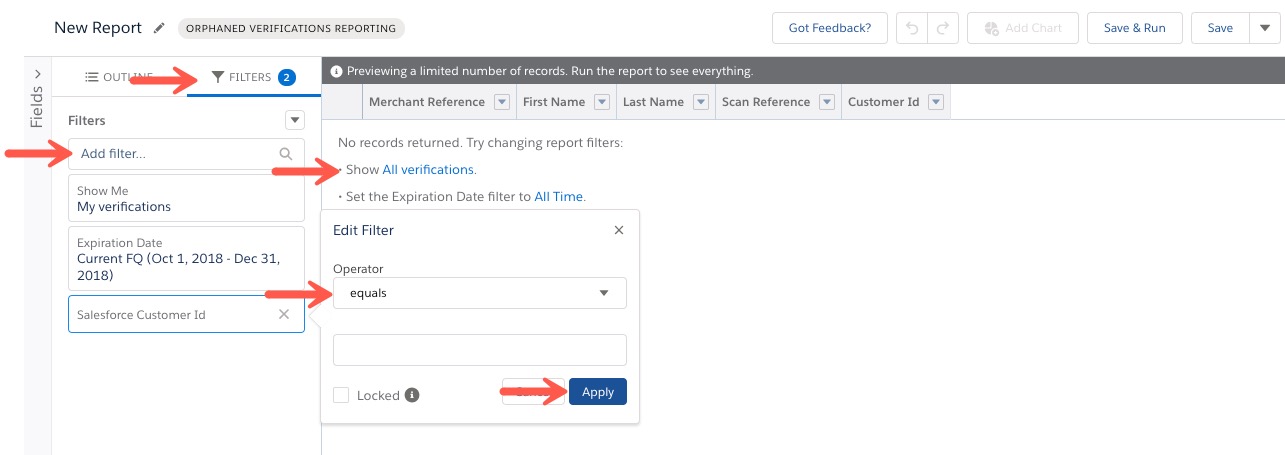 New Report
ORPHANED VERIFICATIONS REPORTING
Got Feedback?
Add Chart
Save & Run
Save
Fields
FILTERS
2
Previewing a limited number of records. Run the report to see everything.
Merchant Reference
First Name
Last Name
Scan Reference
Customer Id
Filters
Add filter...
Show Me
My verifications
Expiration Date
Current FQ (Oct 1, 2018 - Dec 31,
2018)
Salesforce Customer Id
No records returned. Try changing report filters:
· Show All verifications.
· Set the Expiration Date filter to All Time.
Edit Filter
Operator
equals
Locked
Apply